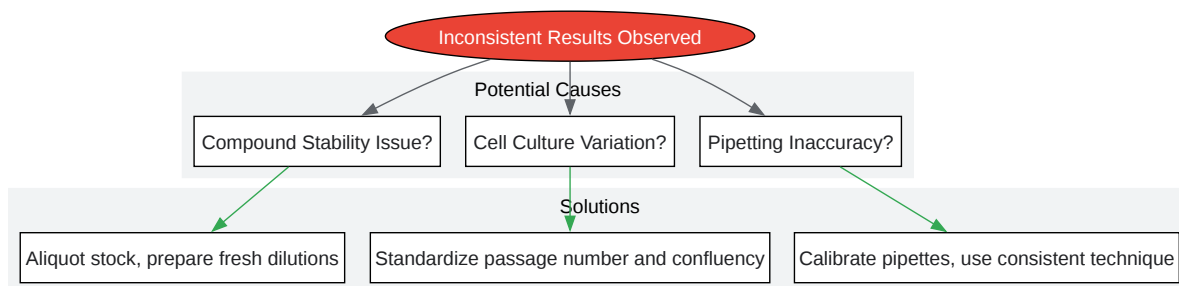 Inconsistent Results Observed
Potential Causes
Compound Stability Issue?
Cell Culture Variation?
Pipetting Inaccuracy?
Solutions
Aliquot stock, prepare fresh dilutions
Standardize passage number and confluency
Calibrate pipettes, use consistent technique